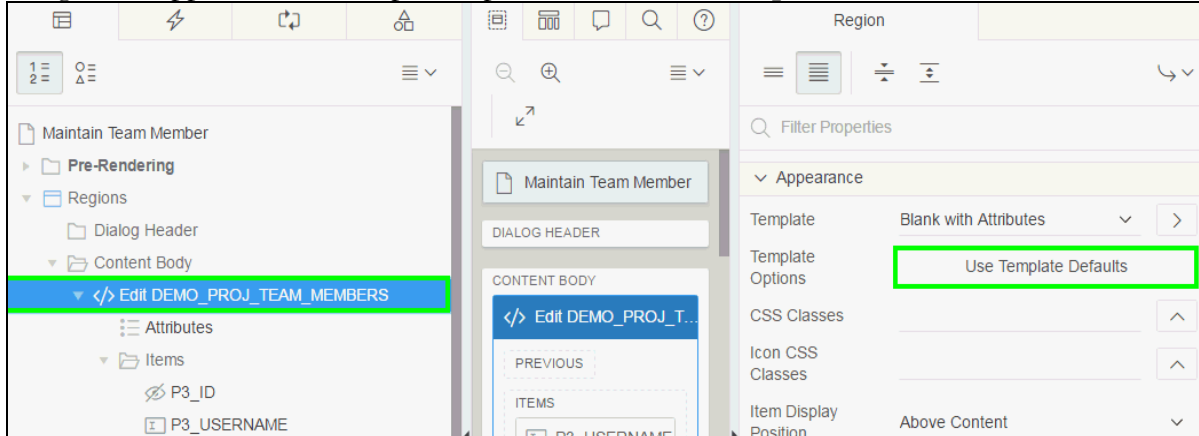 Region
Maintain Team Member
Pre-Rendering
Regions
Dialog Header
Content Body
</> Edit DEMO_PROJ_TEAM_MEMBERS
Attributes
Items
P3_ID
P3_USERNAME
Maintain Team Member
DIALOG HEADER
CONTENT BODY
</> Edit DEMO_PROJ_T...
PREVIOUS
ITEMS
P3_USERNAME
Filter Properties
Appearance
Template
Blank with Attributes
Template
Options
Use Template Defaults
CSS Classes
Icon CSS
Classes
Item Display
Position
Above Content